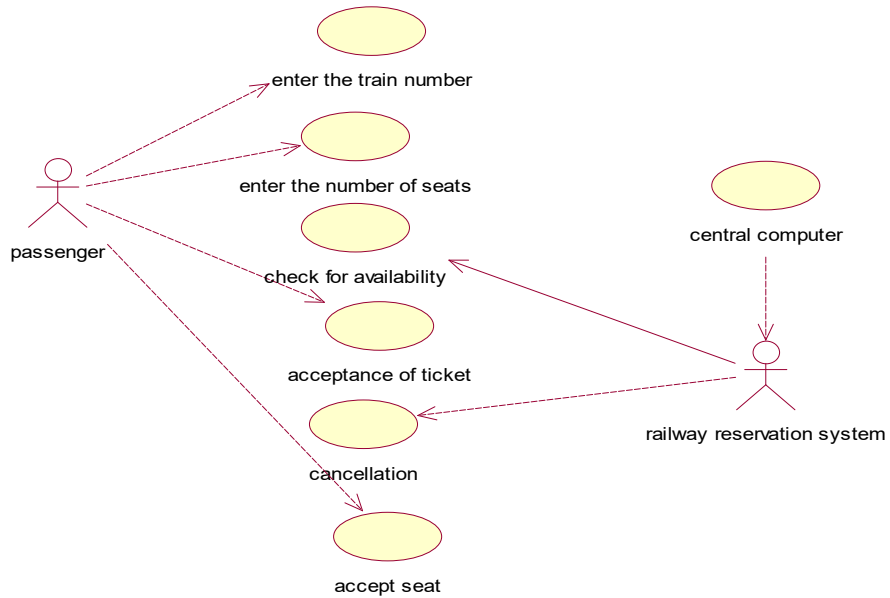 enter the train number
enter the number of seats
central computer
passenger
check for availability
acceptance of ticket
railway reservation system
cancellation
accept seat